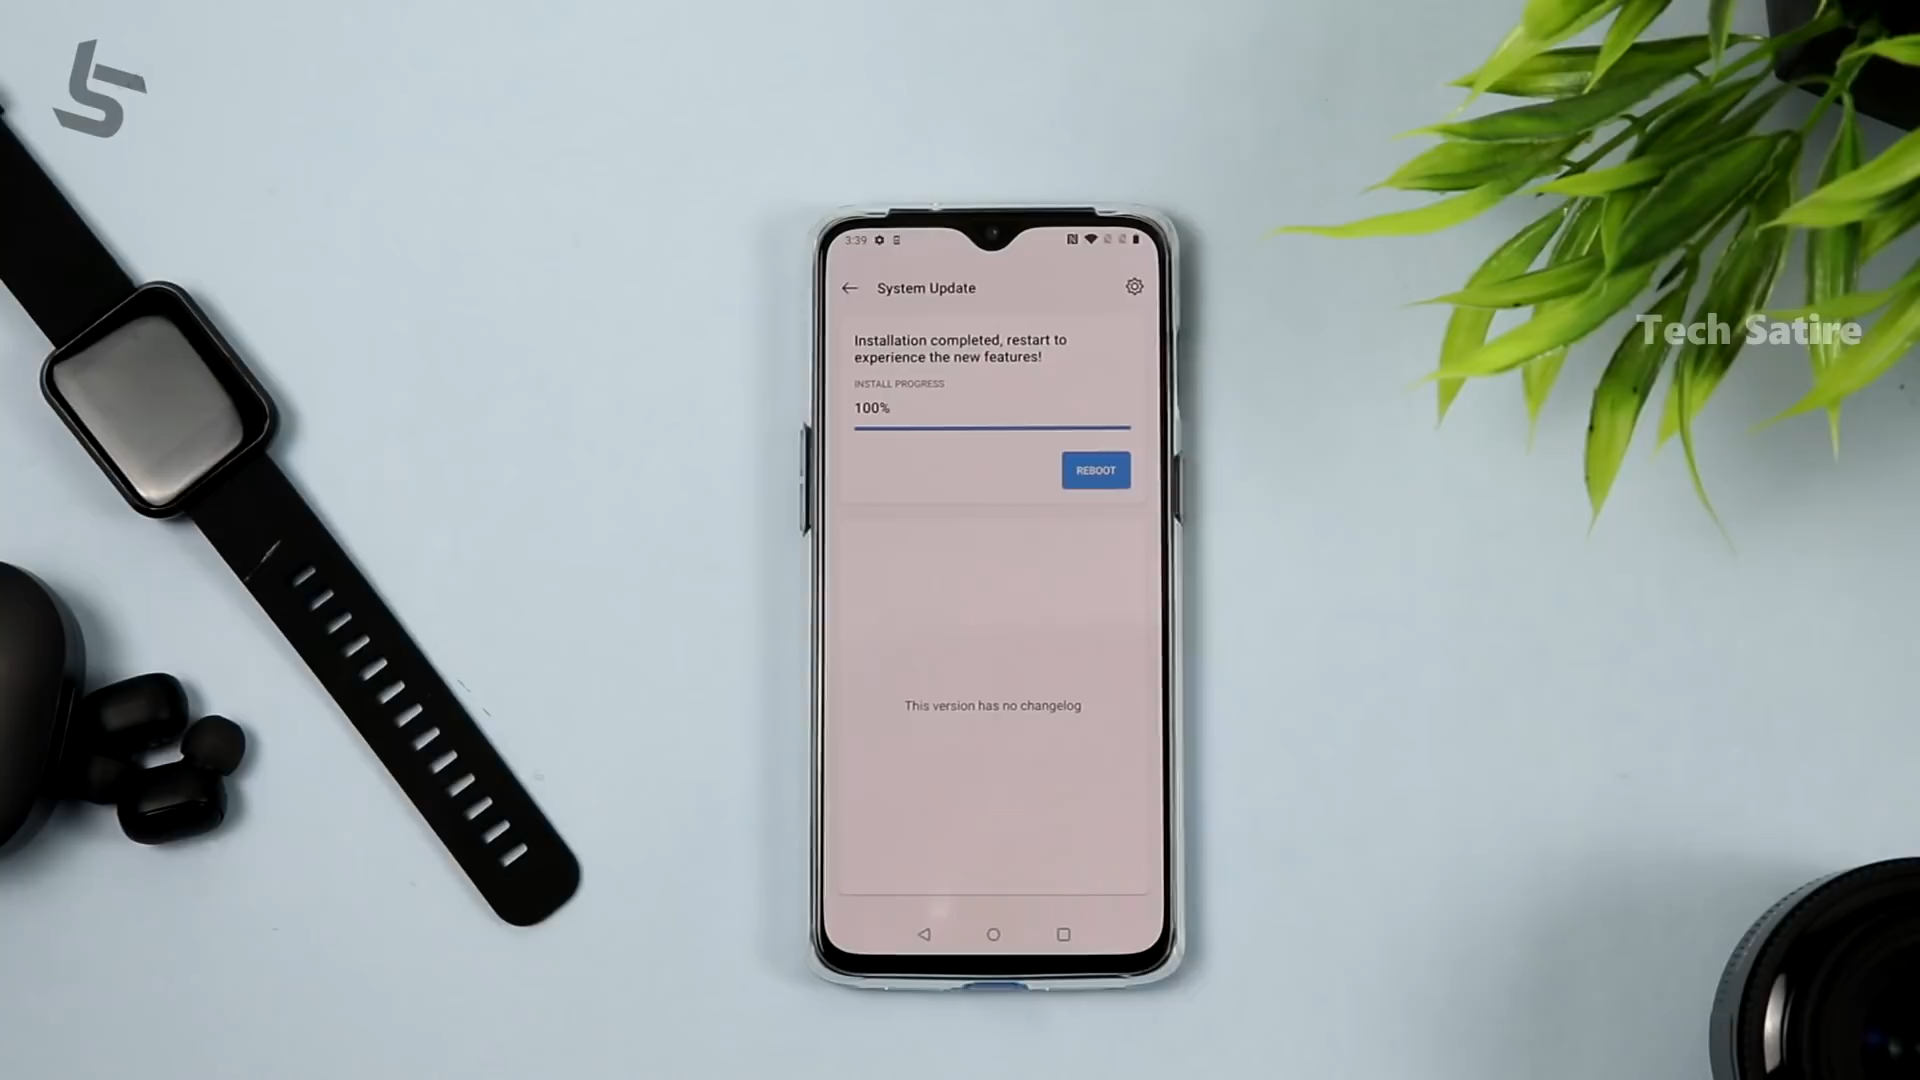 3:39
System Update
Installation completed, restart to
experience the new features!
INSTALL PROGRESS
100%
REBOOT
This version has no changelog
Tech Satire